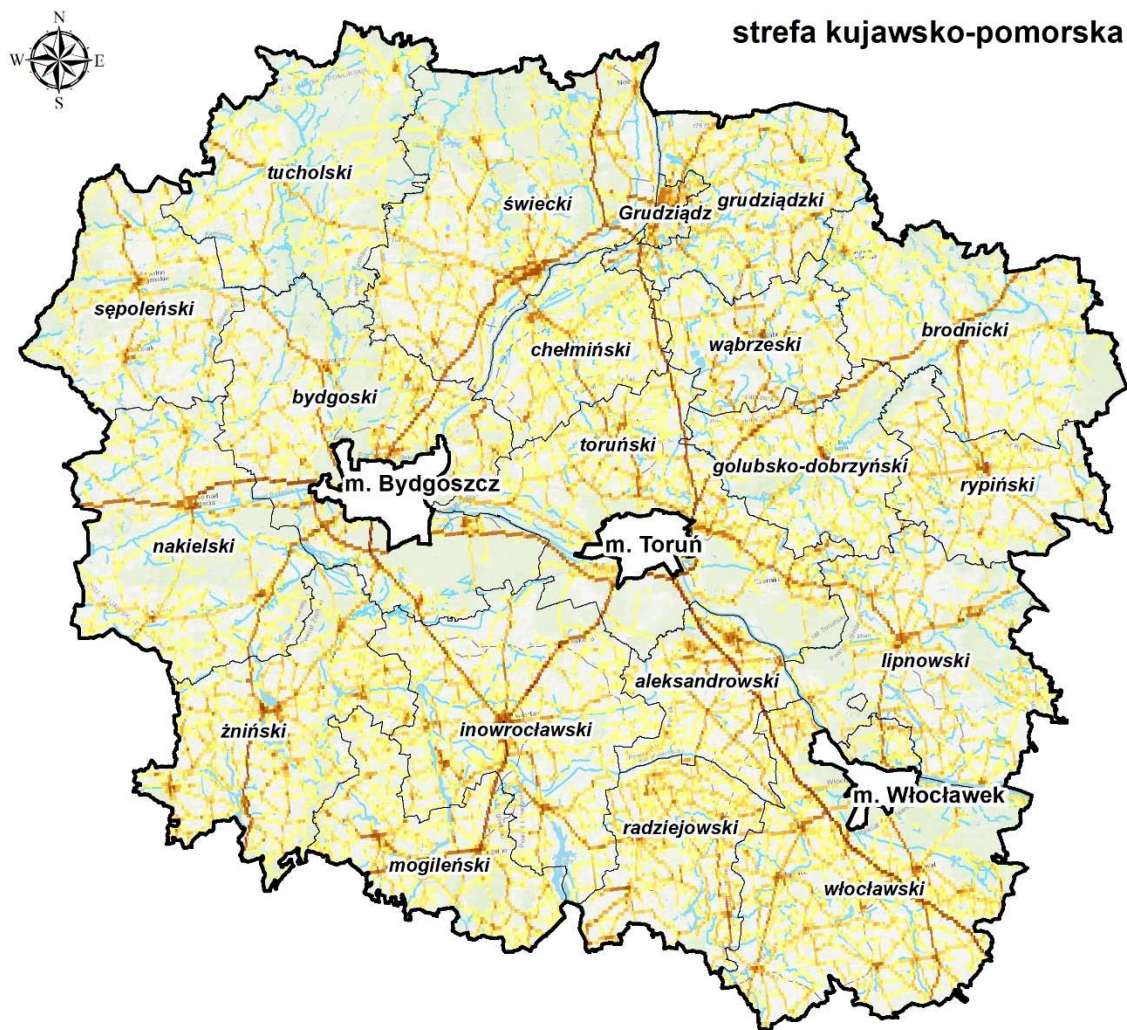 strefa kujawsko-pomorska
N
W E
S
tucholski
świecki
Grudziądz
grudziądzki
sępoleński
brodnicki
chełmiński
wąbrzeski
bydgoski
toruński
golubsko-dobrzyński
rypiński
m. Bydgoszcz
nakielski
m. Toruń
lipnowski
aleksandrowski
żniński
inowrocławski
m. Włocławek
radziejowski
mogileński
włocławski